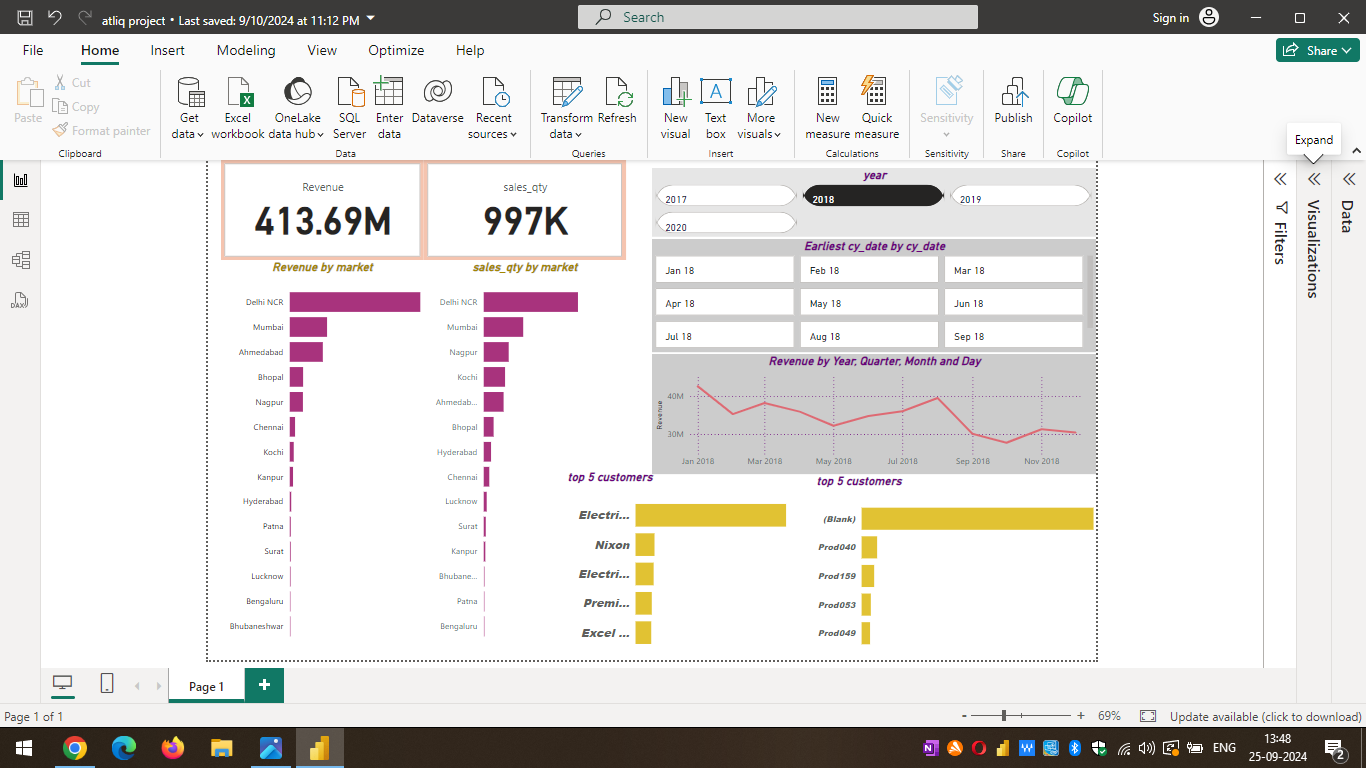 atliq project • Last saved: 9/10/2024 at 11:12 PM
Search
Sign in
File Home Insert Modeling View Optimize Help
Share
Paste
Cut
Copy
Format painter
Clipboard
Get data
Excel workbook
OneLake data hub
SQL Server
Enter data
Dataverse
Recent sources
Data
Transform data
Refresh
Queries
New visual
Text box
More visuals
Insert
New measure
Quick measure
Calculations
Sensitivity
Sensitivity
Publish
Share
Copilot
Copilot
Expand
DAX
Revenue
413.69M
sales_qty
997K
Revenue by market
Delhi NCR
Mumbai
Ahmedabad
Bhopal
Nagpur
Chennai
Kochi
Kanpur
Hyderabad
Patna
Surat
Lucknow
Bengaluru
Bhubaneshwar
sales_qty by market
Delhi NCR
Mumbai
Nagpur
Kochi
Ahmedab...
Bhopal
Hyderabad
Chennai
Lucknow
Surat
Kanpur
Bhubane...
Patna
Bengaluru
year
2017 2018 2019
2020
Earliest cy_date by cy_date
Jan 18 Feb 18 Mar 18
Apr 18 May 18 Jun 18
Jul 18 Aug 18 Sep 18
Revenue by Year, Quarter, Month and Day
Revenue
40M
30M
Jan 2018 Mar 2018 May 2018 Jul 2018 Sep 2018 Nov 2018
top 5 customers
Electri...
Nixon
Electri...
Premi...
Excel ...
top 5 customers
(Blank)
Prod040
Prod159
Prod053
Prod049
Filters
Visualizations
Data
Page 1
Page 1 of 1
69%
Update available (click to download)
ENG
13:48
25-09-2024
2